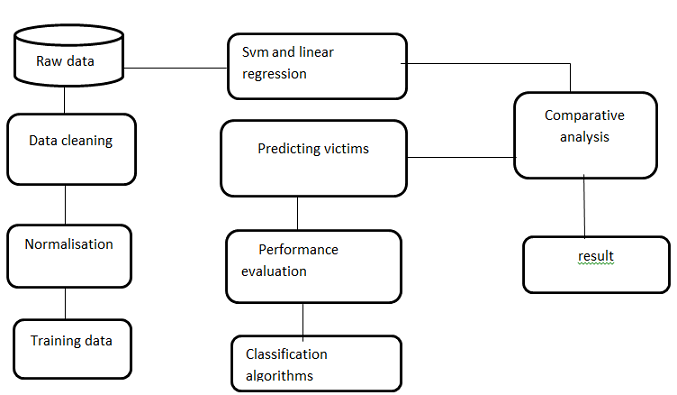 Raw data
Svm and linear
regression
Comparative
analysis
Data cleaning
Predicting victims
Normalisation
Performance
evaluation
result
Training data
Classification
algorithms